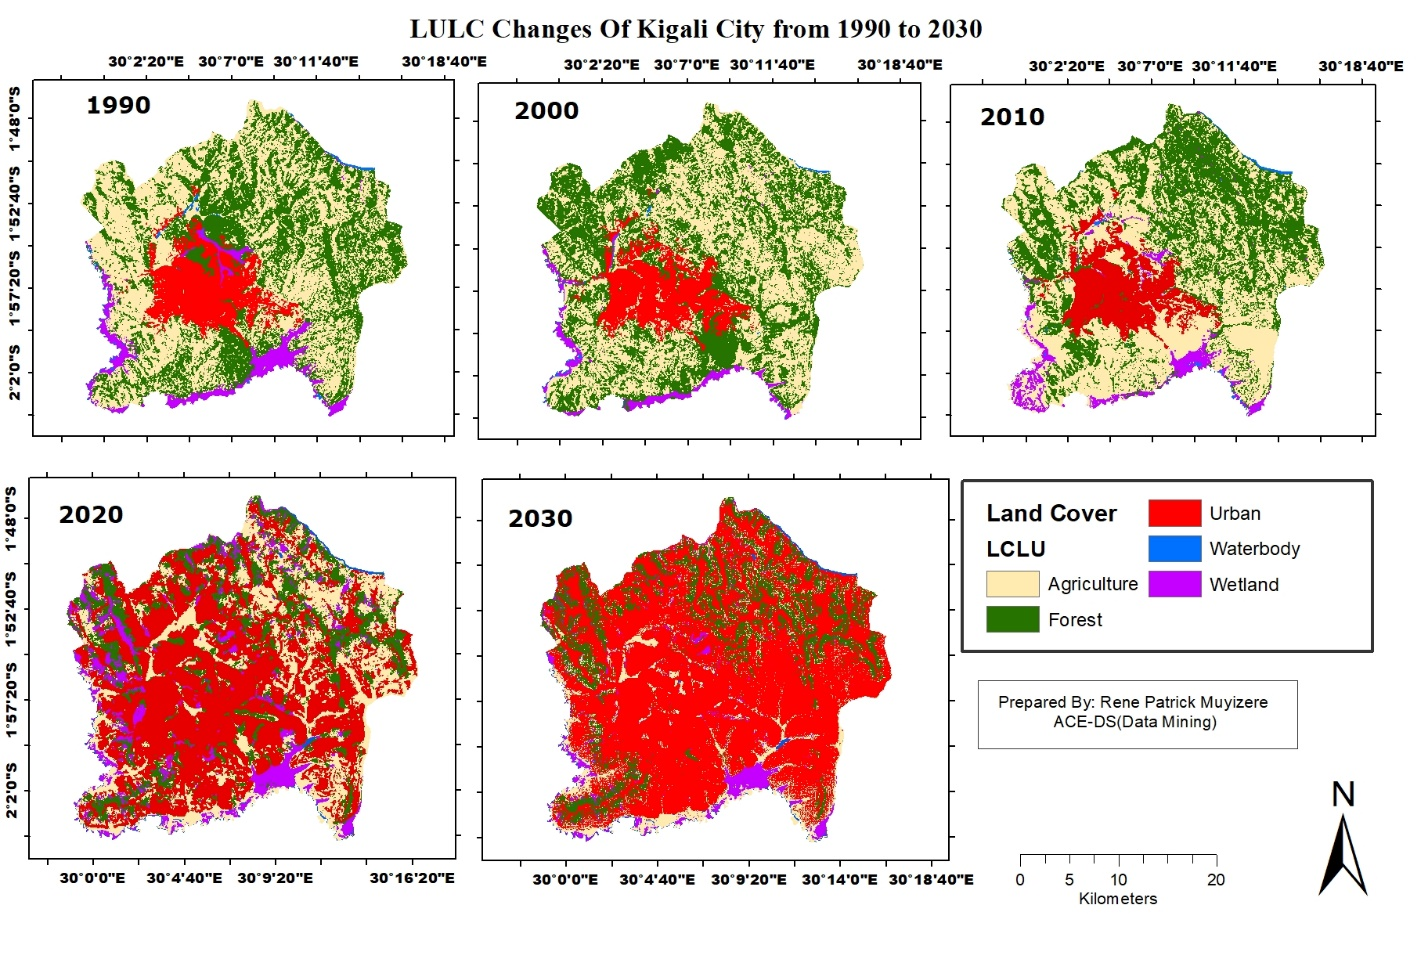 LULC Changes Of Kigali City from 1990 to 2030
30°2'20"E 30°7'0"E 30°11'40"E 30°18'40"E
30°2'20"E 30°7'0"E 30°11'40"E 30°18'40"E
30°2'20"E 30°7'0"E 30°11'40"E 30°18'40"E
1°48'0"S
1°52'40"S
1°57'20"S
2°2'0"S
1990
2000
2010
1°48'0"S
1°52'40"S
1°57'20"S
2°2'0"S
2020
2030
30°0'0"E 30°4'40"E 30°9'20"E 30°16'20"E
30°0'0"E 30°4'40"E 30°9'20"E 30°14'0"E 30°18'40"E
Land Cover
LCLU
Agriculture
Forest
Urban
Waterbody
Wetland
Prepared By: Rene Patrick Muyizere
ACE-DS(Data Mining)
N
0 5 10 20
Kilometers